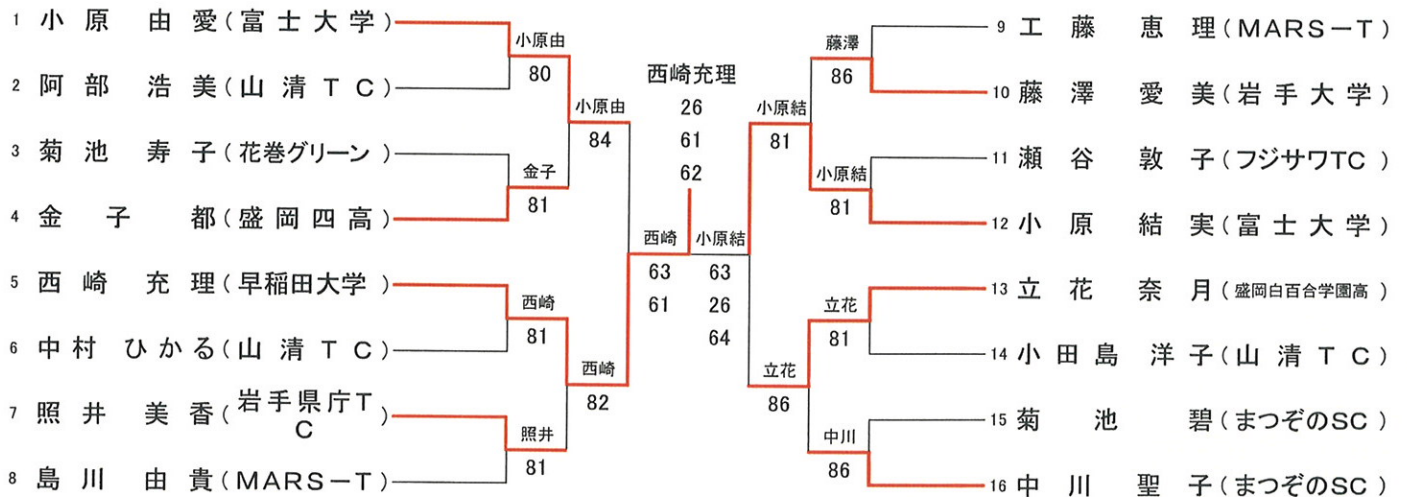 1 小原由愛(富士大学)
2 阿部浩美(山清TC)
3 菊池寿子(花巻グリーン)
4 金子都(盛岡四高)
5 西崎充理(早稲田大学)
6 中村ひかる(山清TC)
7 照井美香(岩手県庁TC)
8 島川由貴(MARS-T)
小原由
80
金子
81
西崎
81
照井
81
小原由
84
西崎
82
西崎
63
61
西崎充理
26
61
62
小原結
63
26
64
小原結
81
立花
86
藤澤
86
小原結
81
立花
81
中川
86
9 工藤恵理(MARS-T)
10 藤澤愛美(岩手大学)
11 瀬谷敦子(フジサワTC)
12 小原結実(富士大学)
13 立花奈月(盛岡白百合学園高)
14 小田島洋子(山清TC)
15 菊池碧(まつぞのSC)
16 中川聖子(まつぞのSC)